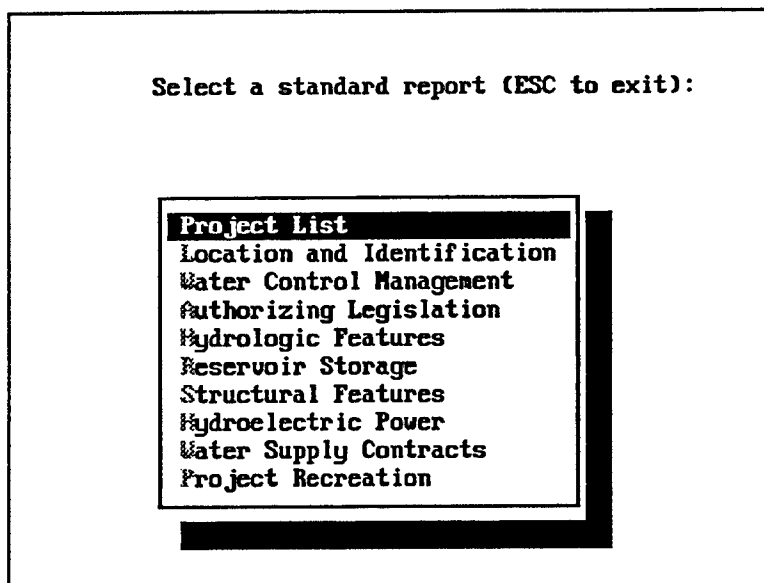 Select a standard report (ESC to exit):
Project List
Location and Identification
Water Control Management
Authorizing Legislation
Hydrologic Features
Reservoir Storage
Structural Features
Hydroelectric Power
Water Supply Contracts
Project Recreation